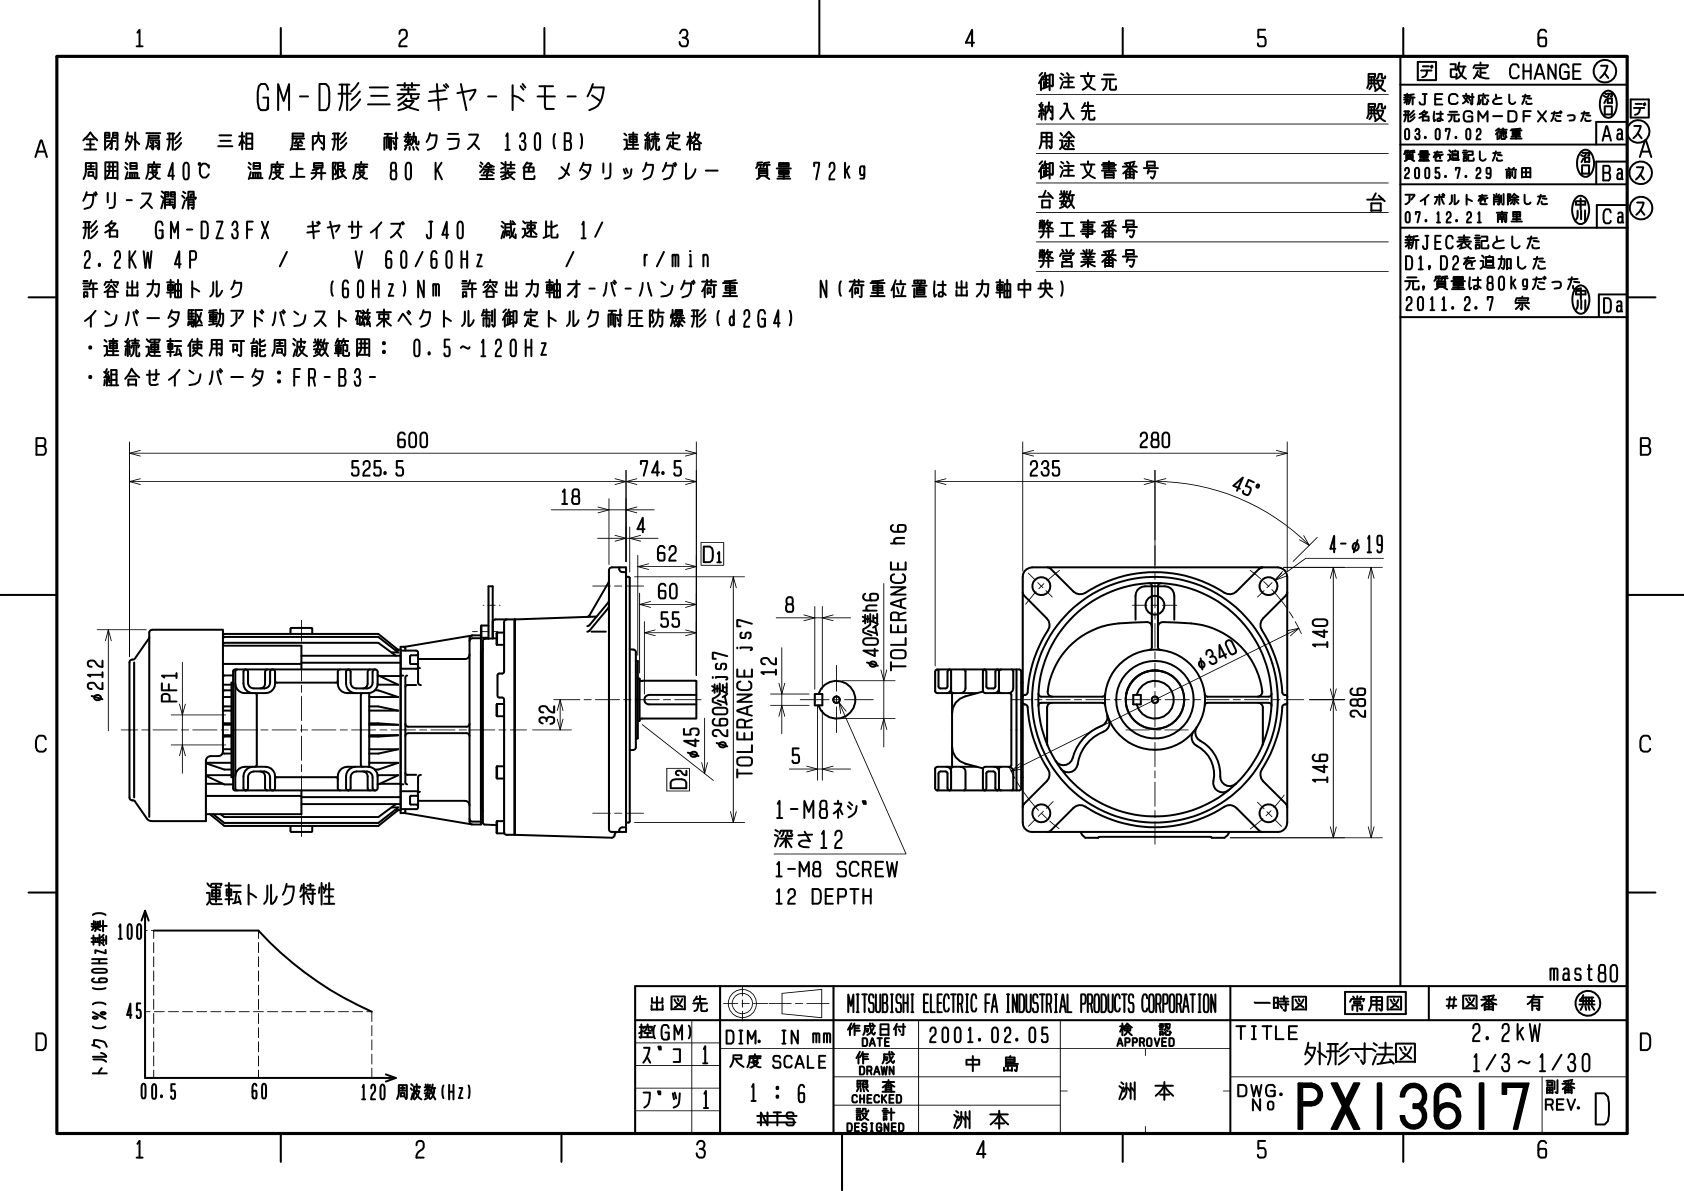 1 2 3 4 5 6
GM-D形三菱ギヤードモータ
全閉外扇形 三相 屋内形 耐熱クラス 130(B) 連続定格
周囲温度40℃ 温度上昇限度 80 K 塗装色 メタリックグレー 質量 72kg
グリース潤滑
形名 GM-DZ3FX ギヤサイズ J40 減速比 1/
2.2KW 4P / V 60/60Hz / r/min
許容出力軸トルク (60Hz)Nm 許容出力軸オーバーハング荷重 N(荷重位置は出力軸中央)
インバータ駆動アドバンスト磁束ベクトル制御定トルク耐圧防爆形(d2G4)
・連続運転使用可能周波数範囲: 0.5~120Hz
・組合せインバータ:FR-B3-
御注文元 殿
納入先 殿
用途
御注文書番号
台数 台
弊工事番号
弊営業番号
デ 改定 CHANGE ス
新JEC対応とした
形名は元GM-DFXだった
03.07.02 徳重 Aa
デ
ス
質量を追記した
2005.7.29 前田 Ba
ス
アイボルトを削除した
07.12.21 南里 Ca
ス
新JEC表記とした
D1,D2を追加した
元,質量は80kgだった
2011.2.7 宗 Da
A A
B B
C C
D D
600
525.5 74.5
18
4
62 D1
60
55
φ212
PF1
32
φ45
D2
φ260公差js7
TOLERANCE js7
8
12
5
φ40公差h6
TOLERANCE h6
1-M8ネジ
深さ12
1-M8 SCREW
12 DEPTH
280
235
45°
4-φ19
φ340
140
146
286
運転トルク特性
トルク(%)(60Hz基準)
100
45
0 0.5 60 120 周波数(Hz)
mast80
出図先
控(GM)
スコ 1
ブツ 1
DIM. IN mm
尺度 SCALE
1 : 6
NTS
MITSUBISHI ELECTRIC FA INDUSTRIAL PRODUCTS CORPORATION
作成日付
DATE
2001.02.05
作成
DRAWN
中島
照査
CHECKED
設計
DESIGNED
洲本
検認
APPROVED
洲本
一時図 常用図 #図番 有 無
TITLE
外形寸法図
2.2kW
1/3~1/30
DWG.
No
PX13617
副番
REV.
D
1 2 3 4 5 6